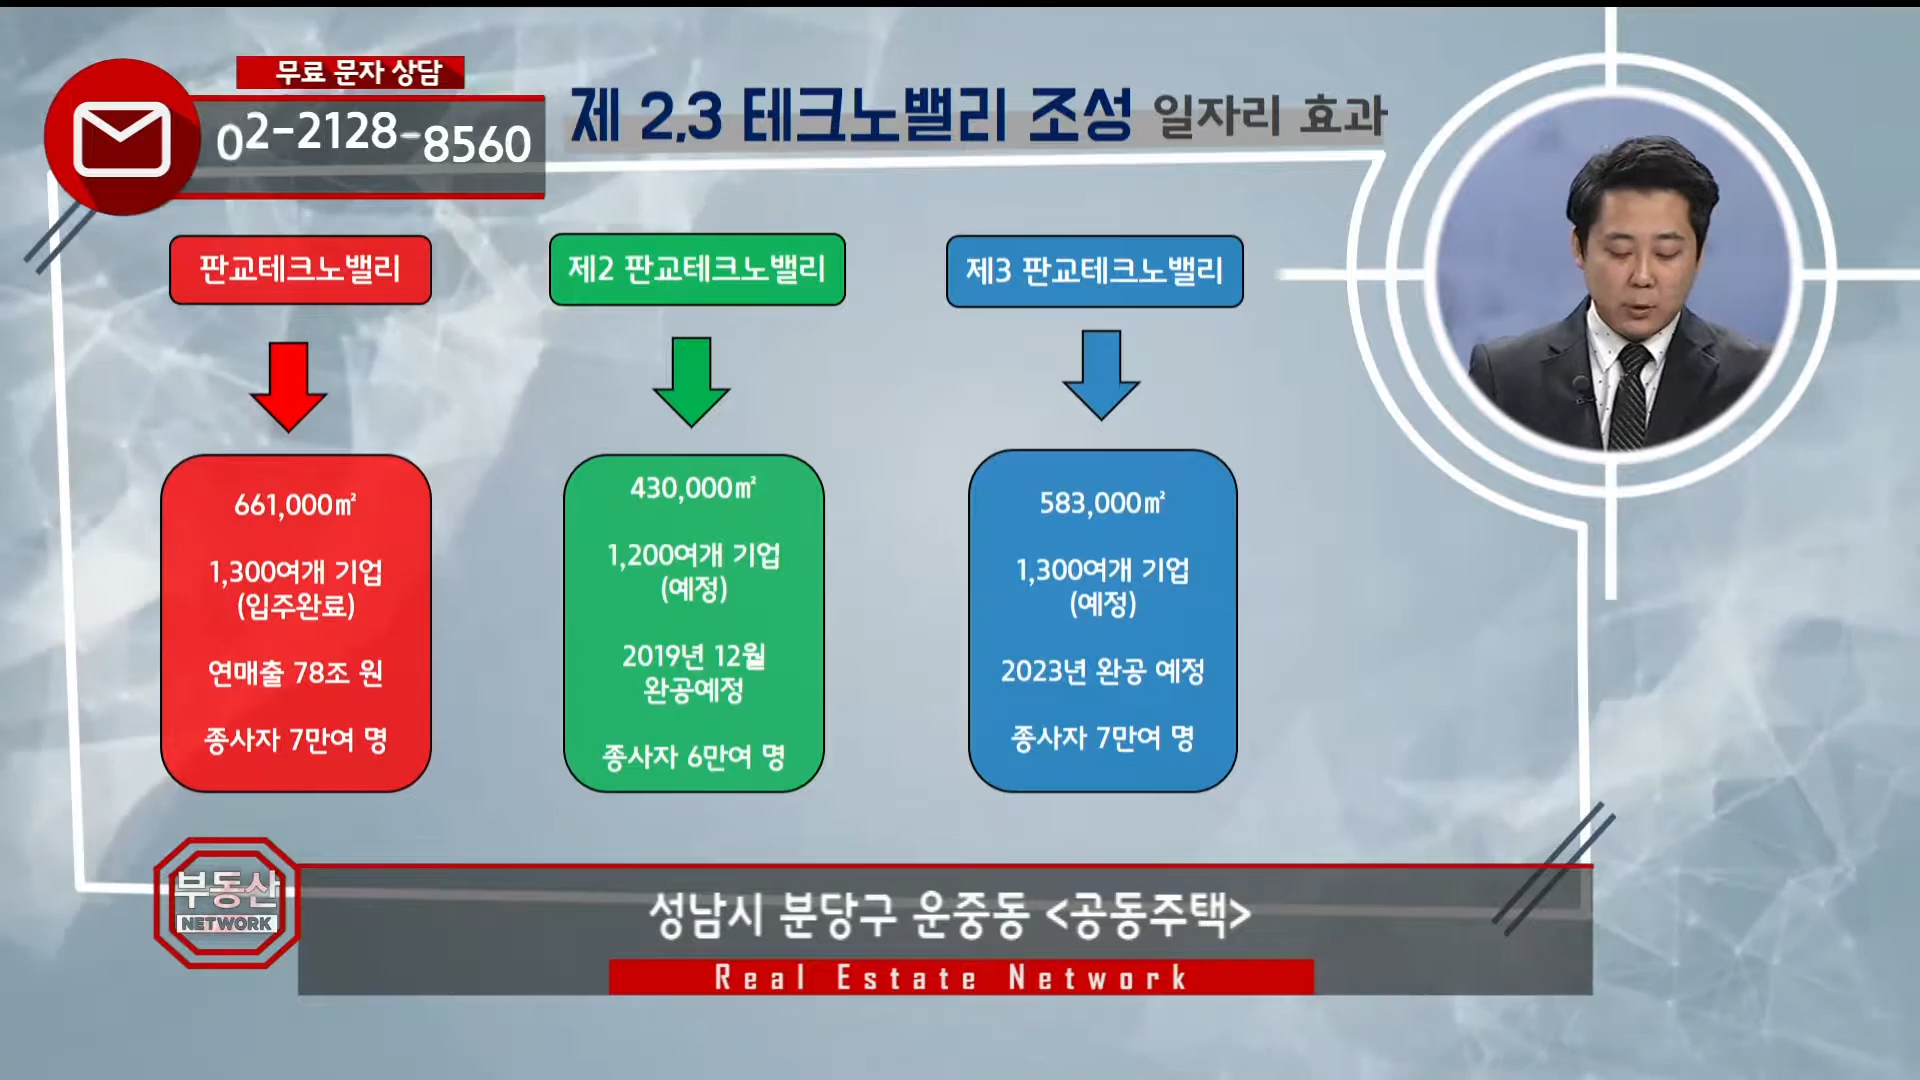 무료 문자 상담
02-2128-8560
제 2,3 테크노밸리 조성 일자리 효과
판교테크노밸리
제2 판교테크노밸리
제3 판교테크노밸리
661,000㎡
1,300여개 기업
(입주완료)
연매출 78조 원
종사자 7만여 명
430,000㎡
1,200여개 기업
(예정)
2019년 12월
완공예정
종사자 6만여 명
583,000㎡
1,300여개 기업
(예정)
2023년 완공 예정
종사자 7만여 명
부동산
NETWORK
성남시 분당구 운중동 <공동주택>
Real Estate Network